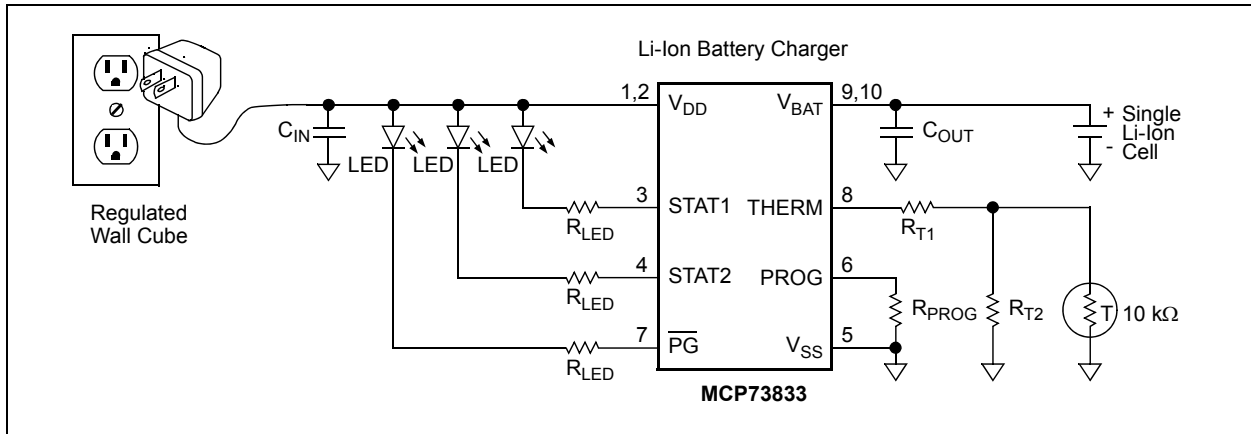 Li-Ion Battery Charger
1,2
V_DD
V_BAT
9,10
C_IN
LED
LED
LED
C_OUT
+ Single
Li-Ion
- Cell
Regulated
Wall Cube
3
STAT1
THERM
8
R_LED
R_T1
4
STAT2
PROG
6
R_LED
R_PROG
R_T2
T
10 kΩ
7
PG
V_SS
5
R_LED
MCP73833